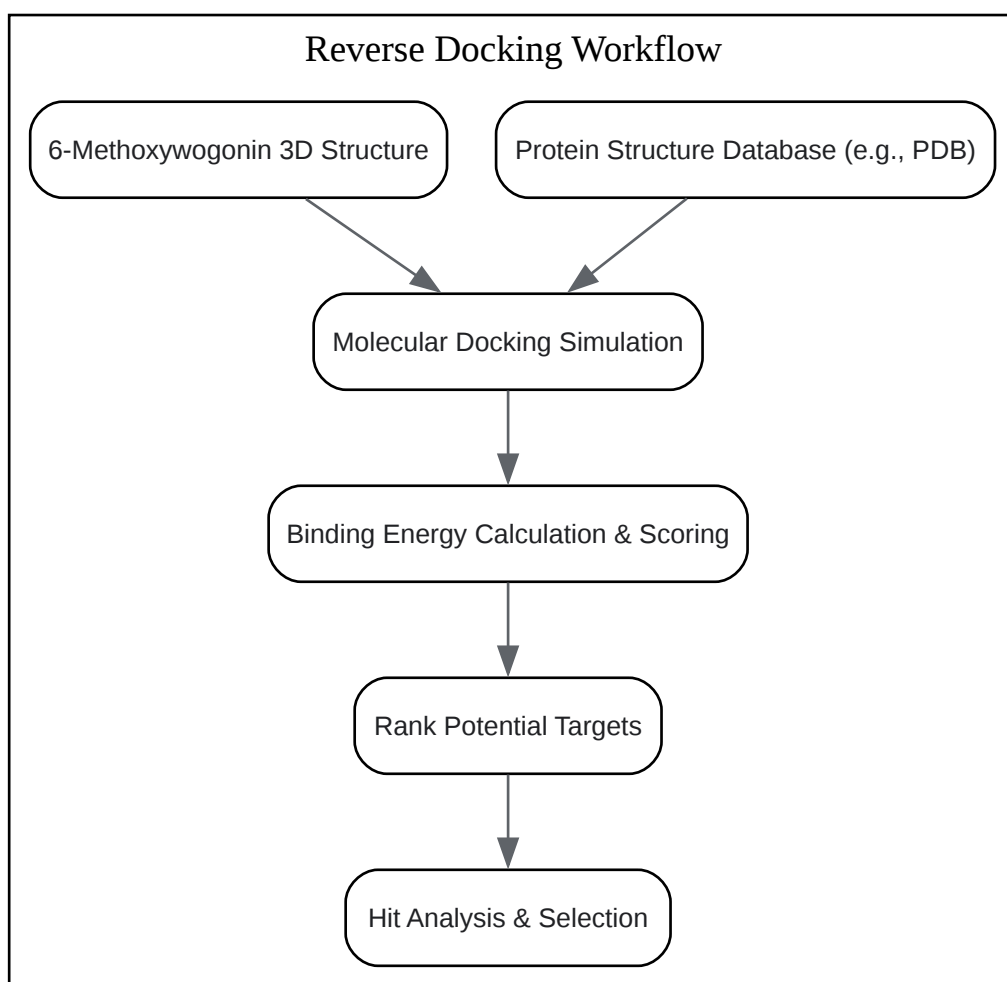 Reverse Docking Workflow
6-Methoxywogonin 3D Structure
Protein Structure Database (e.g., PDB)
Molecular Docking Simulation
Binding Energy Calculation & Scoring
Rank Potential Targets
Hit Analysis & Selection